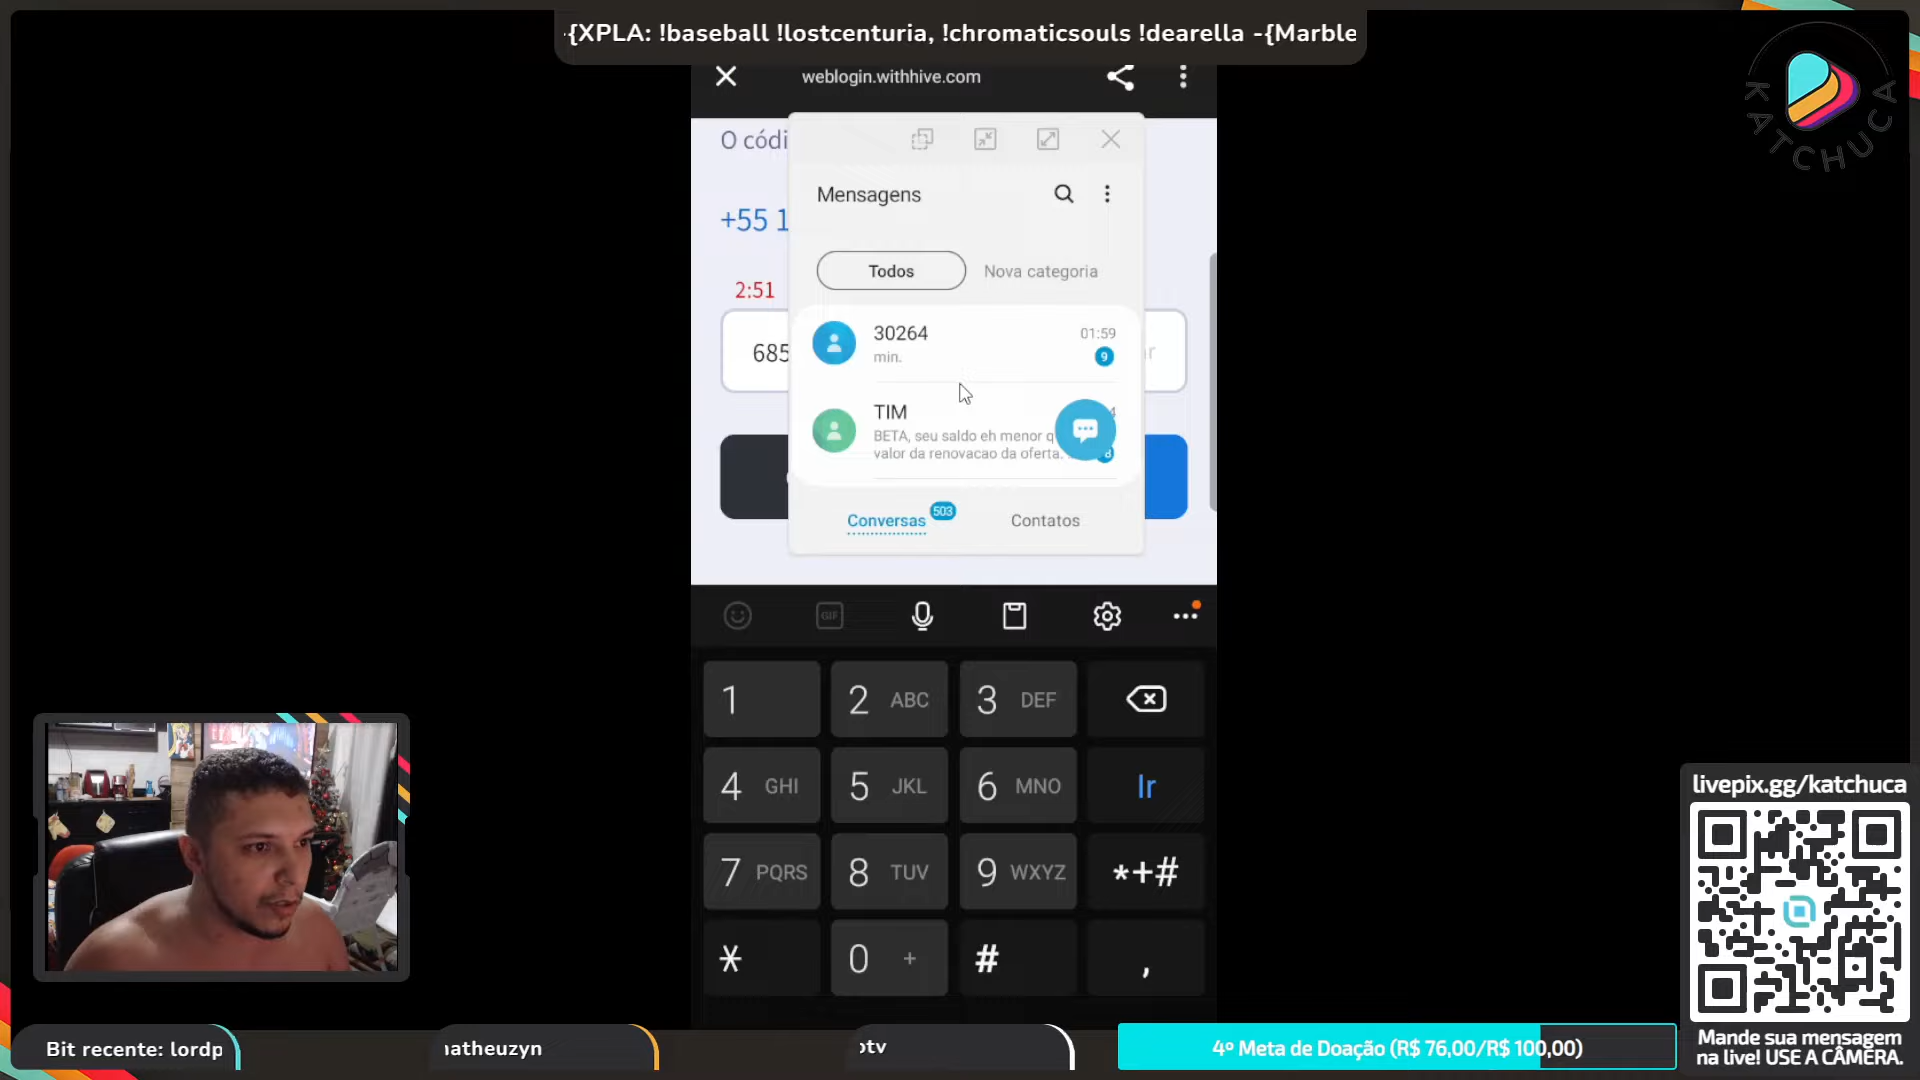 -{XPLA: !baseball !lostcenturia, !chromaticsouls !dearella -{Marble
KATCHUCA
weblogin.withhive.com
O códi
+55 1
2:51
685
Mensagens
Todos
Nova categoria
30264
01:59
min.
9
TIM
BETA, seu saldo eh menor q
valor da renovacao da oferta.
8
Conversas
503
Contatos
GIF
1
2 ABC
3 DEF
4 GHI
5 JKL
6 MNO
Ir
7 PQRS
8 TUV
9 WXYZ
*+#
*
0 +
#
,
livepix.gg/katchuca
Mande sua mensagem
na live! USE A CÂMERA.
Bit recente: lordp
natheuzyn
otv
4º Meta de Doação (R$ 76,00/R$ 100,00)